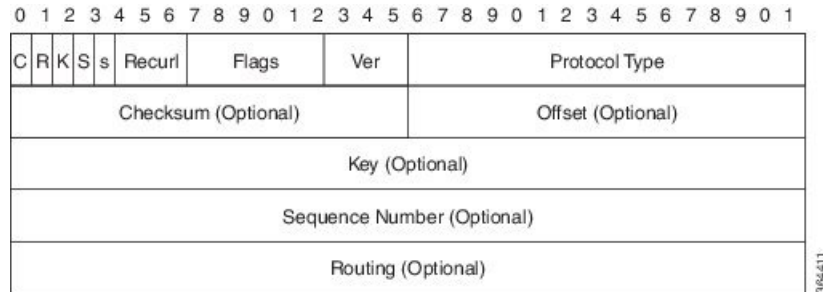 0 1 2 3 4 5 6 7 8 9 0 1 2 3 4 5 6 7 8 9 0 1 2 3 4 5 6 7 8 9 0 1
C R K S s Recurl Flags Ver Protocol Type
Checksum (Optional) Offset (Optional)
Key (Optional)
Sequence Number (Optional)
Routing (Optional)
364411